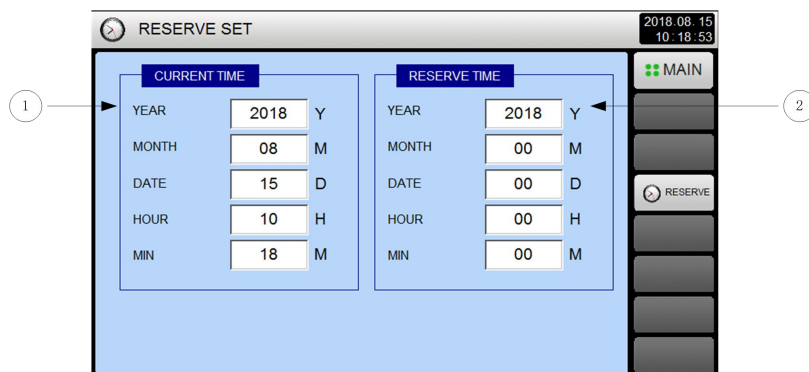 RESERVE SET
2018.08.15
10:18:53
CURRENT TIME
RESERVE TIME
MAIN
1
YEAR 2018 Y
YEAR 2018 Y
2
MONTH 08 M
MONTH 00 M
DATE 15 D
DATE 00 D
RESERVE
HOUR 10 H
HOUR 00 H
MIN 18 M
MIN 00 M